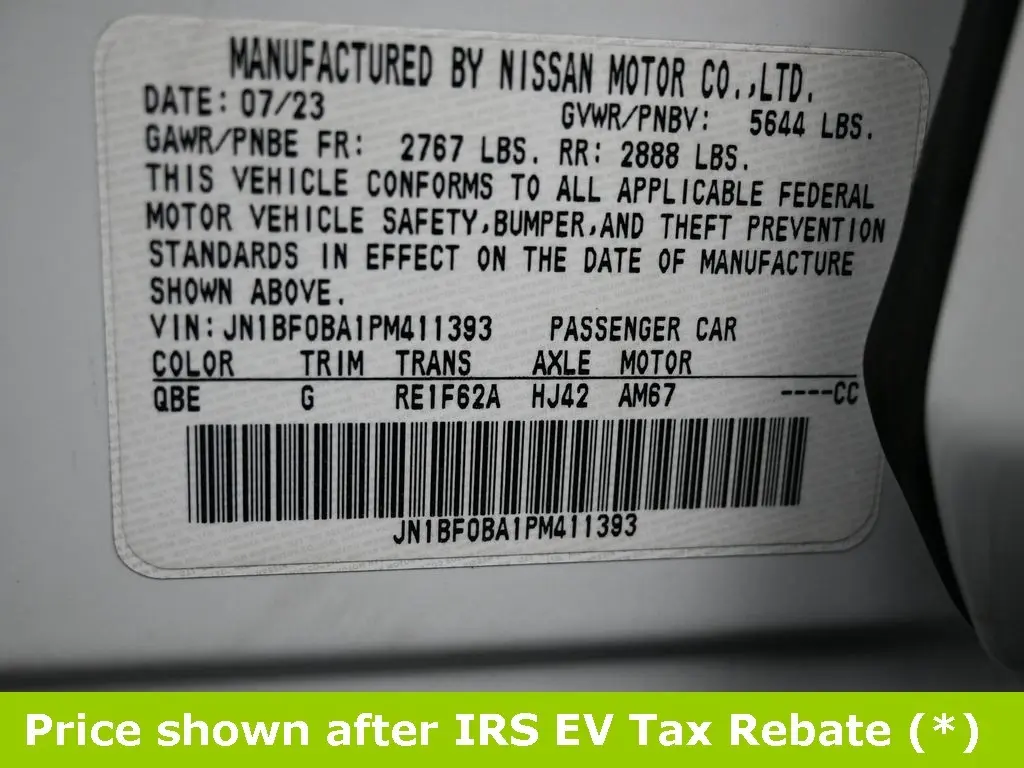 MANUFACTURED BY NISSAN MOTOR CO.,LTD.
DATE: 07/23 GVWR/PNBV: 5644 LBS.
GAWR/PNBE FR: 2767 LBS. RR: 2888 LBS.
THIS VEHICLE CONFORMS TO ALL APPLICABLE FEDERAL
MOTOR VEHICLE SAFETY,BUMPER,AND THEFT PREVENTION
STANDARDS IN EFFECT ON THE DATE OF MANUFACTURE
SHOWN ABOVE.
VIN:JN1BF0BA1PM411393 PASSENGER CAR
COLOR TRIM TRANS AXLE MOTOR
QBE G RE1F62A HJ42 AM67 ----CC
JN1BF0BA1PM411393
Price shown after IRS EV Tax Rebate (*)